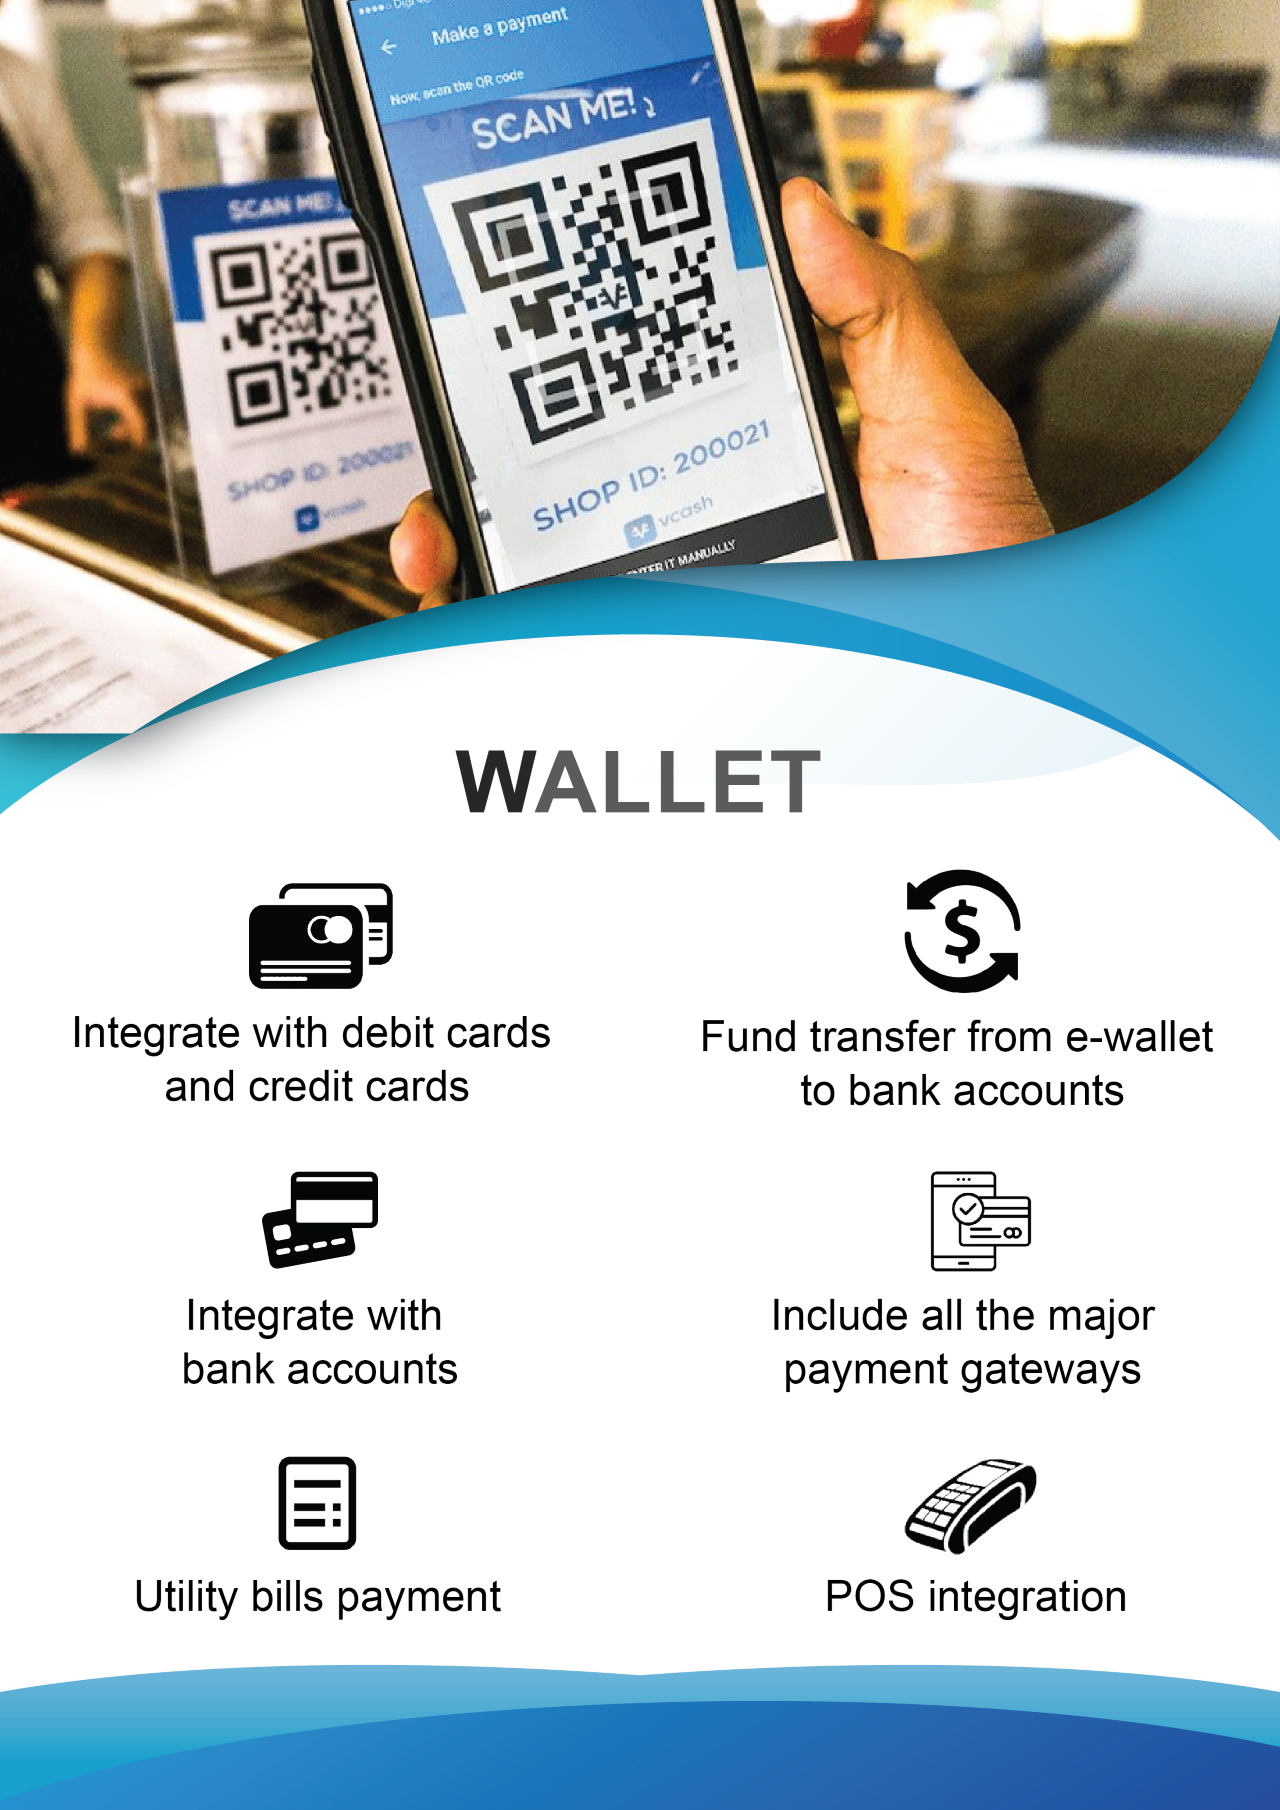 Make a payment
Now, scan the QR code
SCAN ME!
SCAN ME!
SHOP ID: 200021
vcash
SHOP ID: 200021
vcash
IT MANUALLY
WALLET
Integrate with debit cards
and credit cards
Fund transfer from e-wallet
to bank accounts
Integrate with
bank accounts
Include all the major
payment gateways
Utility bills payment
POS integration